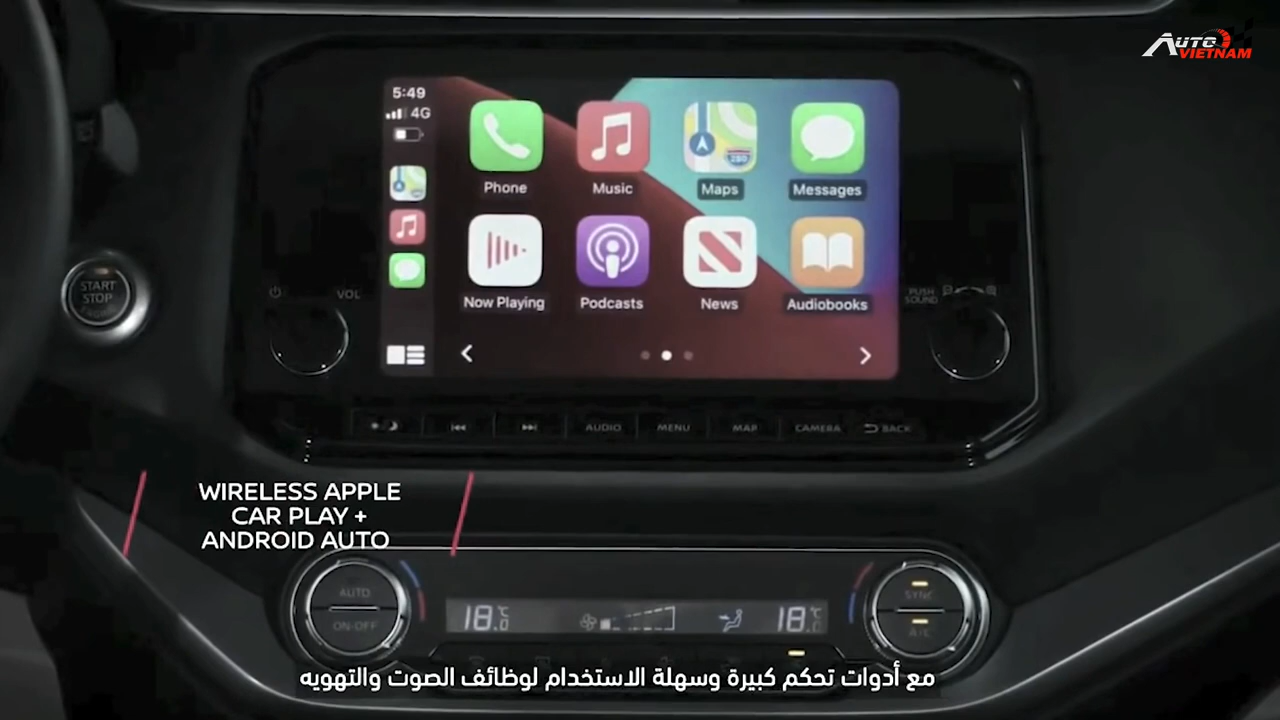 AUTO
VIETNAM
5:49
4G
Phone
Music
Maps
280
Messages
Now Playing
Podcasts
News
Audiobooks
START
STOP
VOL
PUSH
SOUND
AUDIO
MENU
MAP
CAMERA
BACK
WIRELESS APPLE
CAR PLAY +
ANDROID AUTO
AUTO
ON·OFF
18.0°C
18.0°C
SYNC
A/C
مع أدوات تحكم كبيرة وسهلة الاستخدام لوظائف الصوت والتهويه